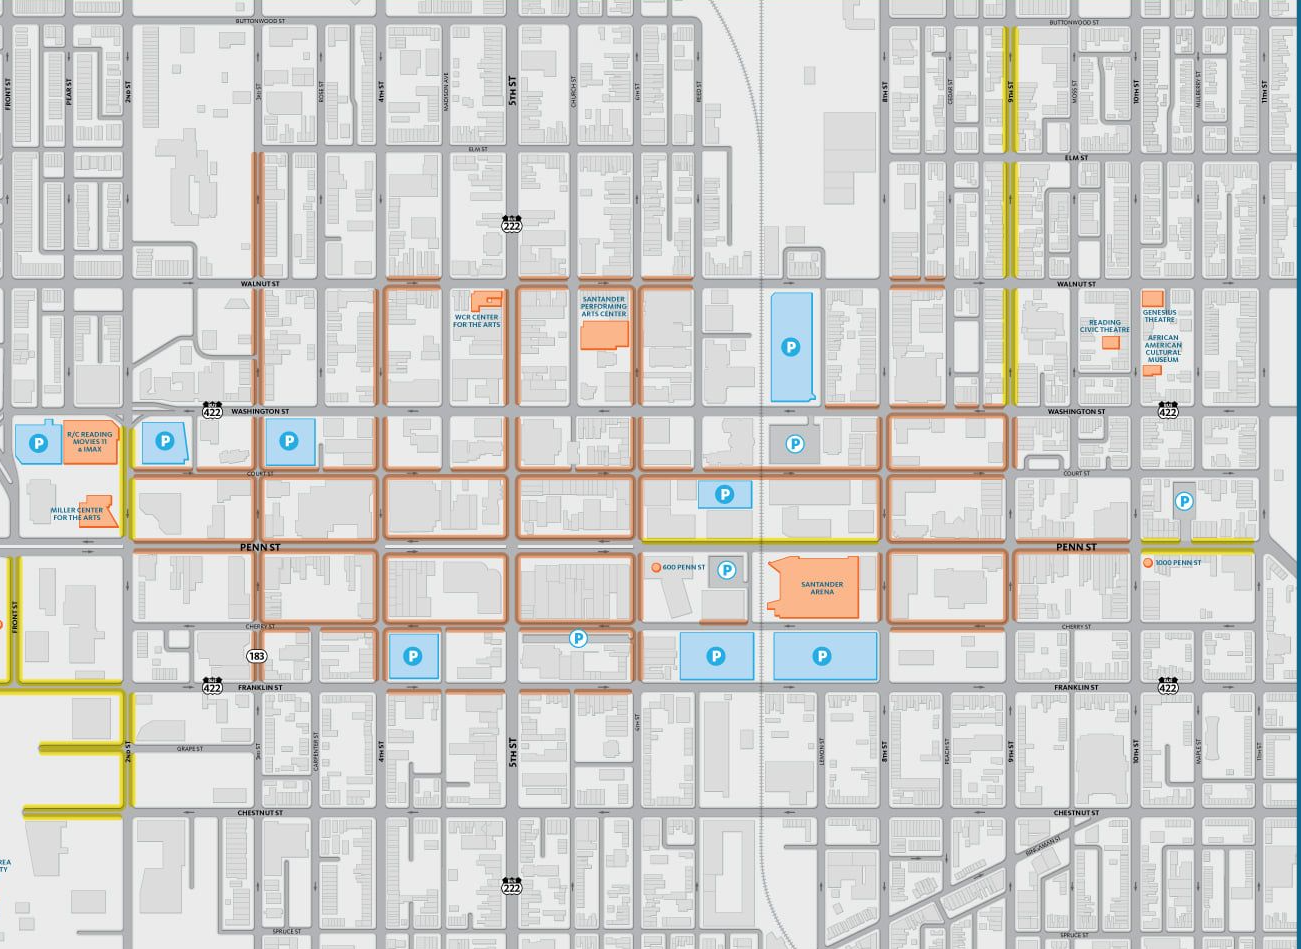 BUTTONWOOD ST
BUTTONWOOD ST
FRONT ST
PEAR ST
2ND ST
3RD ST
ROSE ST
4TH ST
MADISON AVE
5TH ST
CHURCH ST
6TH ST
REED ST
8TH ST
CEDAR ST
9TH ST
MOSS ST
10TH ST
MULBERRY ST
11TH ST
ELM ST
ELM ST
222
WALNUT ST
WALNUT ST
WCR CENTER
FOR THE ARTS
SANTANDER
PERFORMING
ARTS CENTER
P
READING
CIVIC THEATRE
GENESIUS
THEATRE
AFRICAN
AMERICAN
CULTURAL
MUSEUM
422
WASHINGTON ST
WASHINGTON ST
422
P
R/C READING
MOVIES 11
& IMAX
P
P
P
COURT ST
COURT ST
MILLER CENTER
FOR THE ARTS
P
P
PENN ST
PENN ST
600 PENN ST
P
SANTANDER
ARENA
1000 PENN ST
FRONT ST
CHERRY ST
CHERRY ST
183
P
P
P
P
422
FRANKLIN ST
FRANKLIN ST
422
2ND ST
GRAPE ST
3RD ST
CARPENTER ST
4TH ST
5TH ST
6TH ST
LEMON ST
8TH ST
PEACH ST
9TH ST
10TH ST
MAPLE ST
11TH ST
CHESTNUT ST
CHESTNUT ST
BINGAMAN ST
REA
TY
222
SPRUCE ST
SPRUCE ST